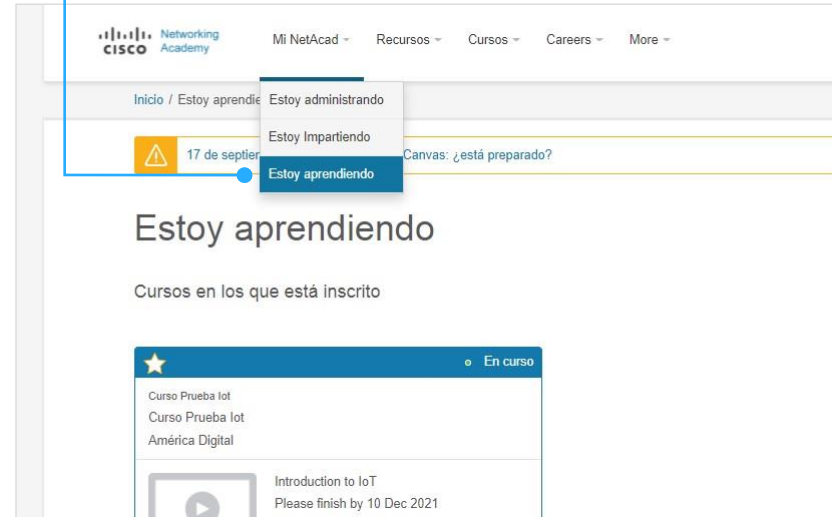 CISCO Networking Academy
Mi NetAcad Recursos Cursos Careers More
Inicio / Estoy aprendie
Estoy administrando
Estoy Impartiendo
Estoy aprendiendo
17 de septier Canvas: ¿está preparado?
Estoy aprendiendo
Cursos en los que está inscrito
En curso
Curso Prueba Iot
Curso Prueba Iot
América Digital
Introduction to IoT
Please finish by 10 Dec 2021